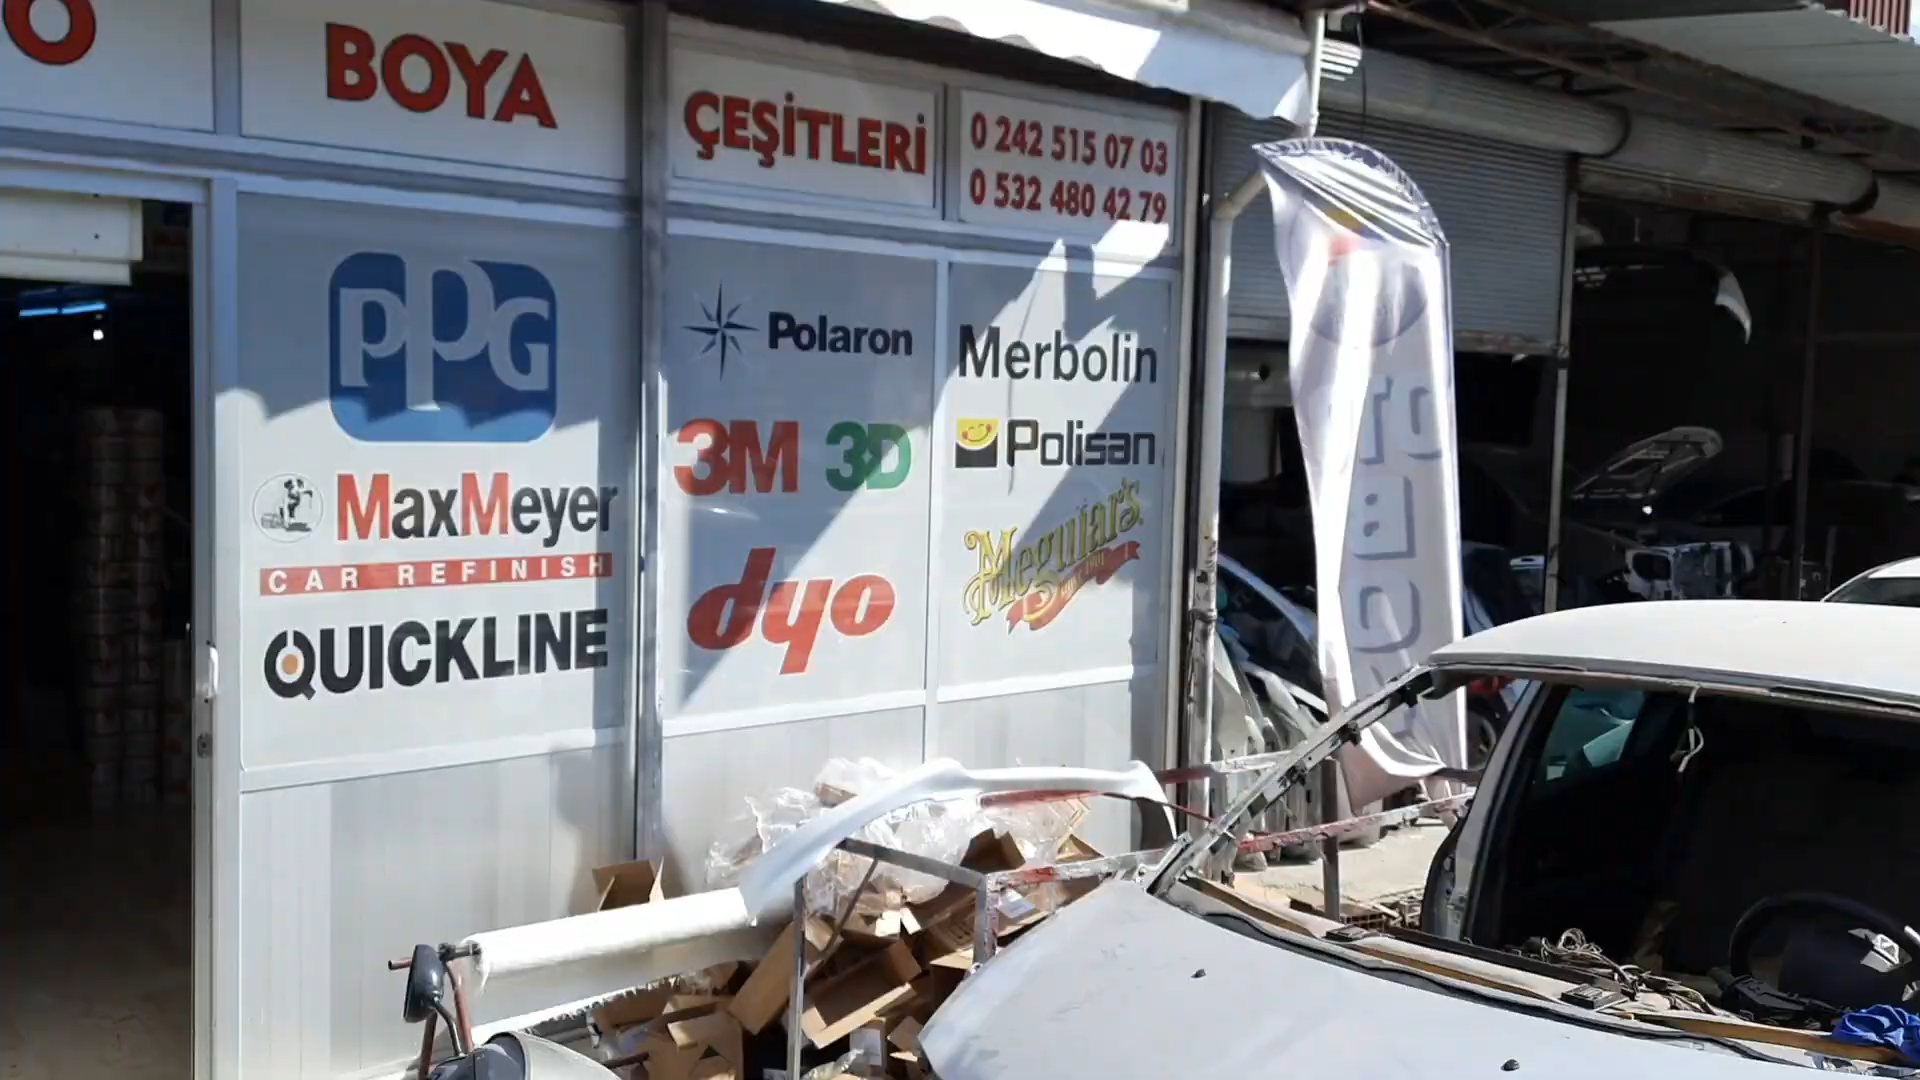 O
BOYA
ÇEŞİTLERİ
0 242 515 07 03
0 532 480 42 79
PPG
MaxMeyer
CAR REFINISH
QUICKLINE
Polaron
3M 3D
dyo
Merbolin
Polisan
Meguiar's